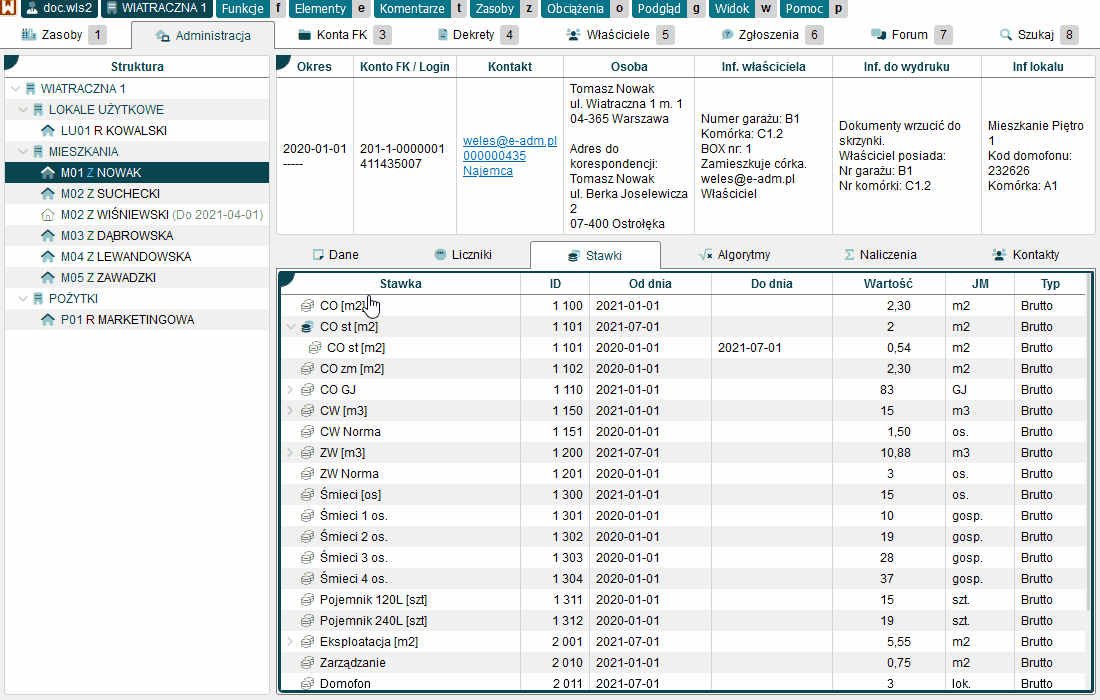 W doc.wls2 WIATRACZNA 1 Funkcje f Elementy e Komentarze t Zasoby z Obciążenia o Podgląd g Widok w Pomoc p
Zasoby 1 Administracja Konta FK 3 Dekrety 4 Właściciele 5 Zgłoszenia 6 Forum 7 Szukaj 8
Struktura
WIATRACZNA 1
LOKALE UŻYTKOWE
LU01 R KOWALSKI
MIESZKANIA
M01 Z NOWAK
M02 Z SUCHECKI
M02 Z WIŚNIEWSKI (Do 2021-04-01)
M03 Z DĄBROWSKA
M04 Z LEWANDOWSKA
M05 Z ZAWADZKI
POŻYTKI
P01 R MARKETINGOWA
Okres Konto FK / Login Kontakt Osoba Inf. właściciela Inf. do wydruku Inf lokalu
2020-01-01
-----
201-1-0000001
411435007
weles@e-adm.pl
000000435
Najemca
Tomasz Nowak
ul. Wiatraczna 1 m. 1
04-365 Warszawa
Adres do
korespondencji:
Tomasz Nowak
ul. Berka Joselewicza
2
07-400 Ostrołęka
Numer garażu: B1
Komórka: C1.2
BOX nr: 1
Zamieszkuje córka.
weles@e-adm.pl
Właściciel
Dokumenty wrzucić do
skrzynki.
Właściciel posiada:
Nr garażu: B1
Nr komórki: C1.2
Mieszkanie Piętro
1
Kod domofonu:
232626
Komórka: A1
Dane Liczniki Stawki Algorytmy Naliczenia Kontakty
Stawka ID Od dnia Do dnia Wartość JM Typ
CO [m2] 1 100 2021-01-01 2,30 m2 Brutto
CO st [m2] 1 101 2021-07-01 2 m2 Brutto
CO st [m2] 1 101 2020-01-01 2021-07-01 0,54 m2 Brutto
CO zm [m2] 1 102 2020-01-01 2,30 m2 Brutto
CO GJ 1 110 2021-01-01 83 GJ Brutto
CW [m3] 1 150 2021-01-01 15 m3 Brutto
CW Norma 1 151 2020-01-01 1,50 os. Brutto
ZW [m3] 1 200 2021-07-01 10,88 m3 Brutto
ZW Norma 1 201 2020-01-01 3 os. Brutto
Śmieci [os] 1 300 2021-01-01 15 os. Brutto
Śmieci 1 os. 1 301 2020-01-01 10 gosp. Brutto
Śmieci 2 os. 1 302 2020-01-01 19 gosp. Brutto
Śmieci 3 os. 1 303 2020-01-01 28 gosp. Brutto
Śmieci 4 os. 1 304 2020-01-01 37 gosp. Brutto
Pojemnik 120L [szt] 1 311 2020-01-01 15 szt. Brutto
Pojemnik 240L [szt] 1 312 2020-01-01 19 szt. Brutto
Eksploatacja [m2] 2 001 2021-07-01 5,55 m2 Brutto
Zarządzanie 2 010 2021-01-01 0,75 m2 Brutto
Domofon 2 011 2021-07-01 3 lok. Brutto